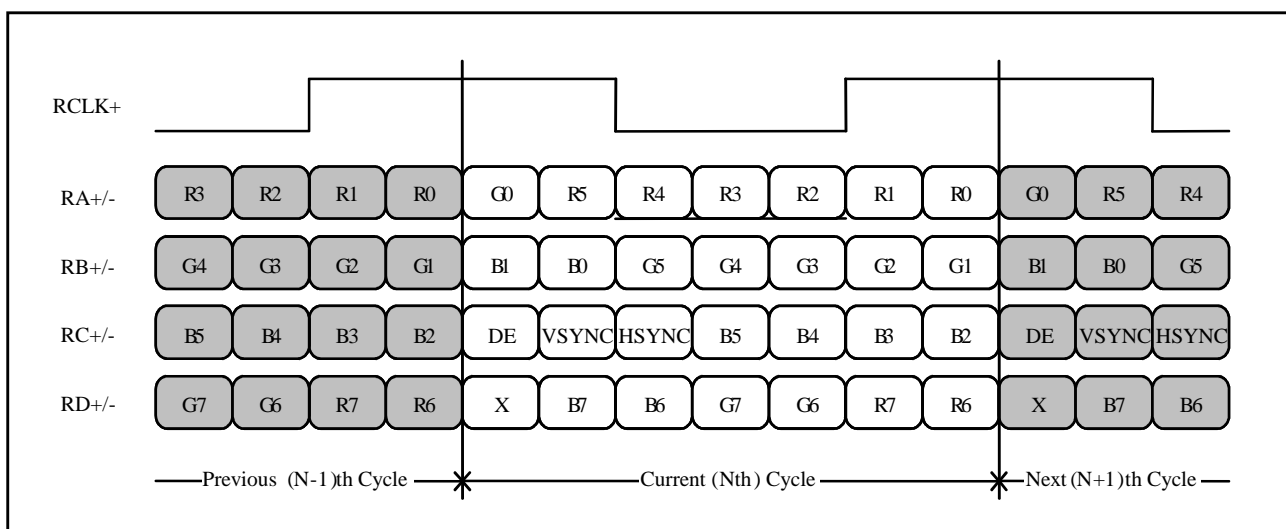 RCLK+
RA+/- R3 R2 R1 R0 G0 R5 R4 R3 R2 R1 R0 G0 R5 R4
RB+/- G4 G3 G2 G1 B1 B0 G5 G4 G3 G2 G1 B1 B0 G5
RC+/- B5 B4 B3 B2 DE VSYNC HSYNC B5 B4 B3 B2 DE VSYNC HSYNC
RD+/- G7 G6 R7 R6 X B7 B6 G7 G6 R7 R6 X B7 B6
Previous (N-1)th Cycle Current (Nth) Cycle Next (N+1)th Cycle